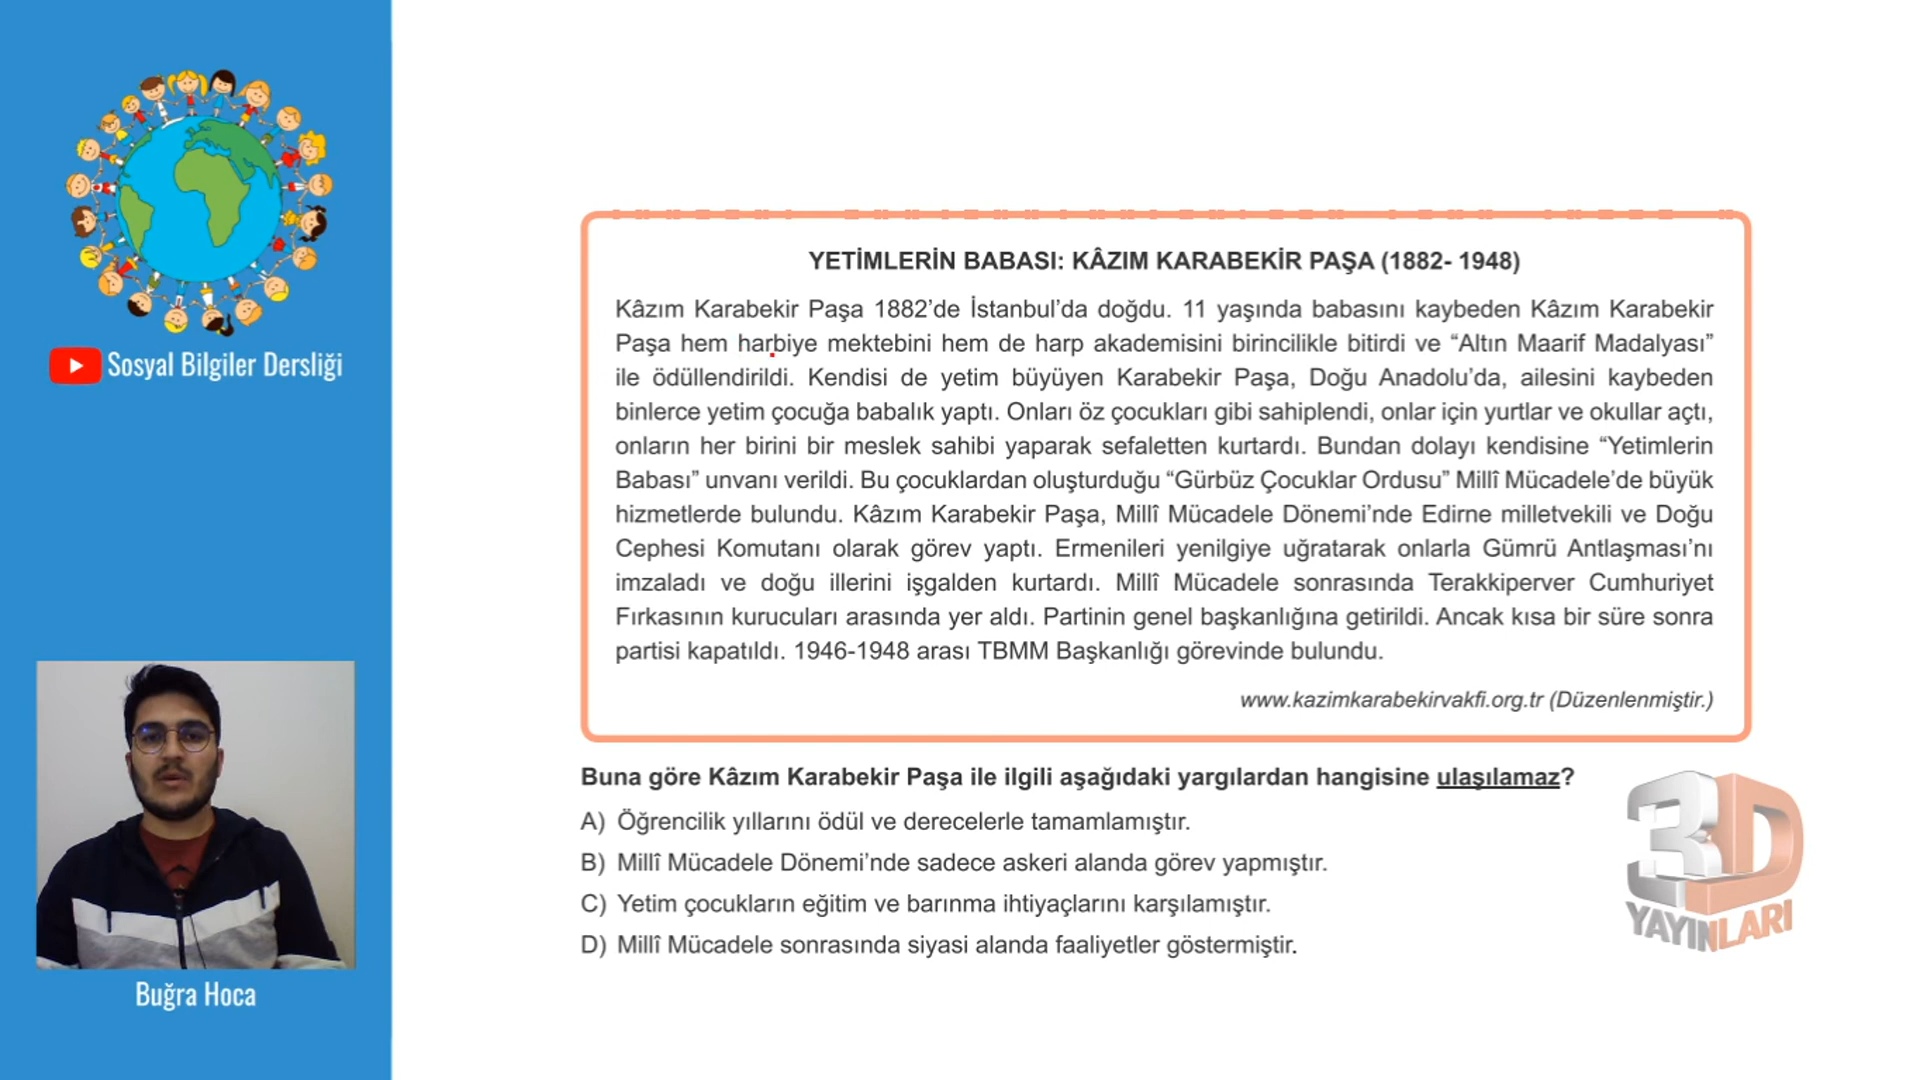 Sosyal Bilgiler Dersliği
Buğra Hoca
YETİMLERİN BABASI: KÂZIM KARABEKİR PAŞA (1882- 1948)
Kâzım Karabekir Paşa 1882’de İstanbul’da doğdu. 11 yaşında babasını kaybeden Kâzım Karabekir
Paşa hem harbiye mektebini hem de harp akademisini birincilikle bitirdi ve “Altın Maarif Madalyası”
ile ödüllendirildi. Kendisi de yetim büyüyen Karabekir Paşa, Doğu Anadolu’da, ailesini kaybeden
binlerce yetim çocuğa babalık yaptı. Onları öz çocukları gibi sahiplendi, onlar için yurtlar ve okullar açtı,
onların her birini bir meslek sahibi yaparak sefaletten kurtardı. Bundan dolayı kendisine “Yetimlerin
Babası” unvanı verildi. Bu çocuklardan oluşturduğu “Gürbüz Çocuklar Ordusu” Millî Mücadele’de büyük
hizmetlerde bulundu. Kâzım Karabekir Paşa, Millî Mücadele Dönemi’nde Edirne milletvekili ve Doğu
Cephesi Komutanı olarak görev yaptı. Ermenileri yenilgiye uğratarak onlarla Gümrü Antlaşması’nı
imzaladı ve doğu illerini işgalden kurtardı. Millî Mücadele sonrasında Terakkiperver Cumhuriyet
Fırkasının kurucuları arasında yer aldı. Partinin genel başkanlığına getirildi. Ancak kısa bir süre sonra
partisi kapatıldı. 1946-1948 arası TBMM Başkanlığı görevinde bulundu.
www.kazimkarabekirvakfi.org.tr (Düzenlenmiştir.)
Buna göre Kâzım Karabekir Paşa ile ilgili aşağıdaki yargılardan hangisine ulaşılamaz?
A) Öğrencilik yıllarını ödül ve derecelerle tamamlamıştır.
B) Millî Mücadele Dönemi’nde sadece askeri alanda görev yapmıştır.
C) Yetim çocukların eğitim ve barınma ihtiyaçlarını karşılamıştır.
D) Millî Mücadele sonrasında siyasi alanda faaliyetler göstermiştir.
3D
YAYINLARI